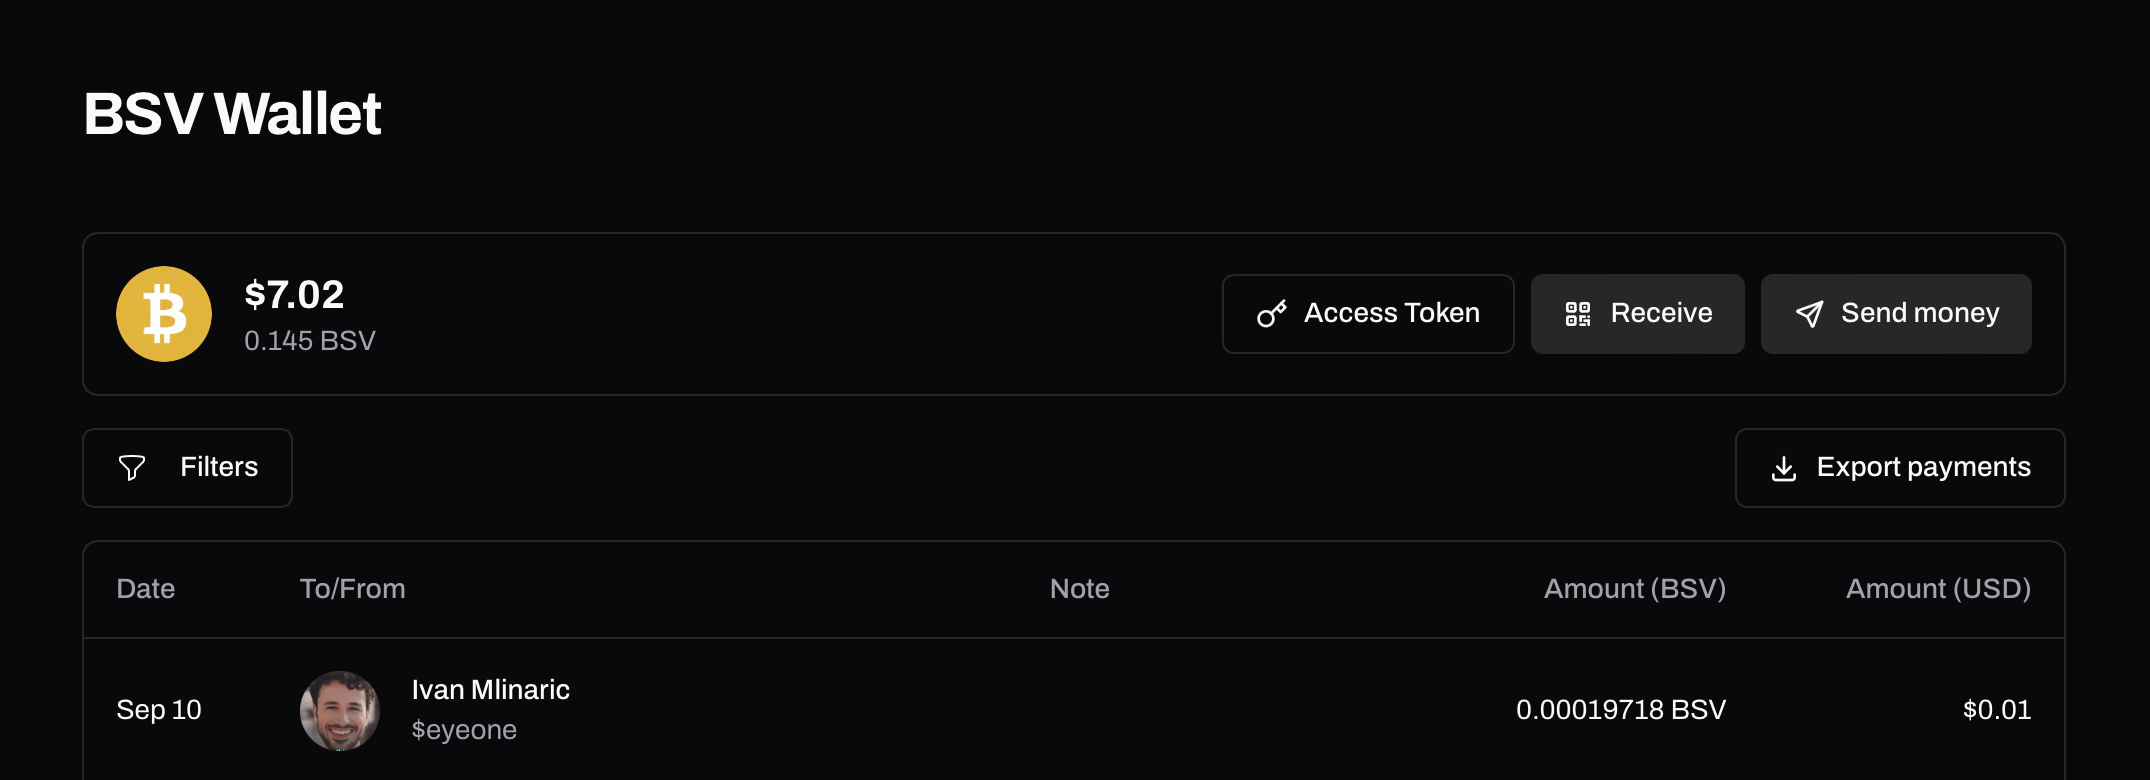 BSV Wallet
$7.02
0.145 BSV
Access Token
Receive
Send money
Filters
Export payments
Date To/From Note Amount (BSV) Amount (USD)
Ivan Mlinaric
Sep 10 0.00019718 BSV $0.01
$eyeone